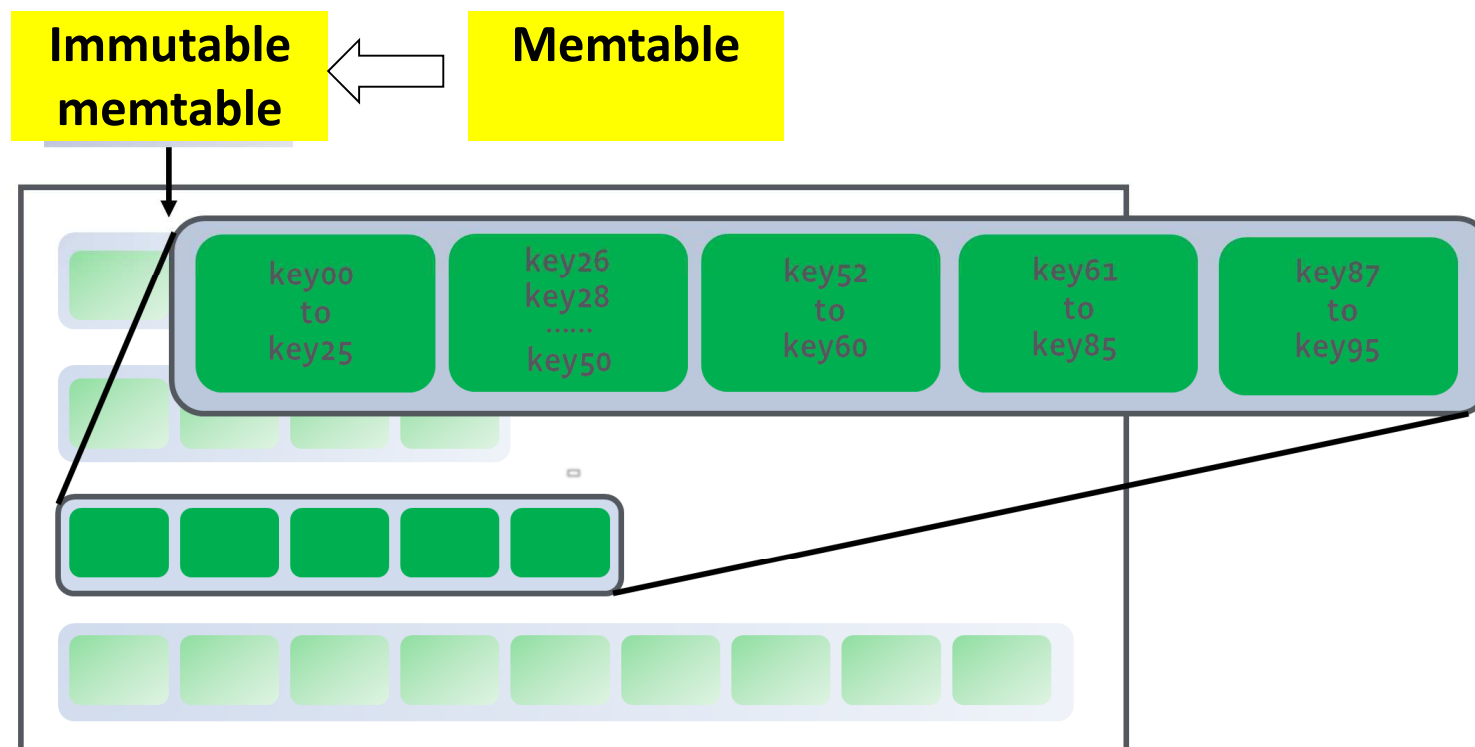 Immutable
memtable
Memtable
key00
to
key25
key26
key28
......
key50
key52
to
key60
key61
to
key85
key87
to
key95